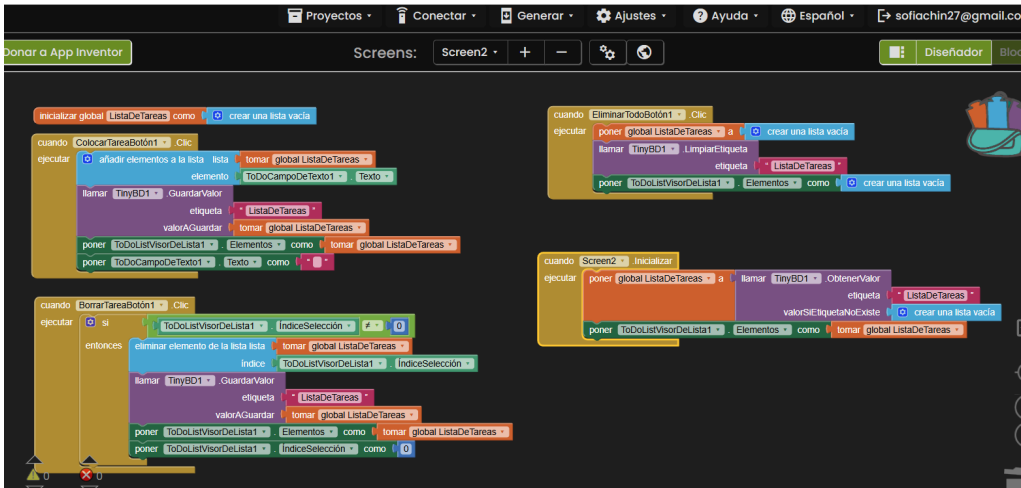 Proyectos Conectar Generar Ajustes Ayuda Español sofiachin27@gmail.co
Donar a App Inventor Screens: Screen2 + − Diseñador Bloc
inicializar global ListaDeTareas como crear una lista vacía
cuando ColocarTareaBotón1 .Clic
ejecutar añadir elementos a la lista lista tomar global ListaDeTareas
elemento ToDoCampoDeTexto1 . Texto
llamar TinyBD1 .GuardarValor
etiqueta " ListaDeTareas "
valorAGuardar tomar global ListaDeTareas
poner ToDoListVisorDeLista1 . Elementos como tomar global ListaDeTareas
poner ToDoCampoDeTexto1 . Texto como " "
cuando BorrarTareaBotón1 .Clic
ejecutar si ToDoListVisorDeLista1 . ÍndiceSelección ≠ 0
entonces eliminar elemento de la lista lista tomar global ListaDeTareas
índice ToDoListVisorDeLista1 . ÍndiceSelección
llamar TinyBD1 .GuardarValor
etiqueta " ListaDeTareas "
valorAGuardar tomar global ListaDeTareas
poner ToDoListVisorDeLista1 . Elementos como tomar global ListaDeTareas
poner ToDoListVisorDeLista1 . ÍndiceSelección como 0
0 0
cuando EliminarTodoBotón1 .Clic
ejecutar poner global ListaDeTareas a crear una lista vacía
llamar TinyBD1 .LimpiarEtiqueta
etiqueta " ListaDeTareas "
poner ToDoListVisorDeLista1 . Elementos como crear una lista vacía
cuando Screen2 .Inicializar
ejecutar poner global ListaDeTareas a llamar TinyBD1 .ObtenerValor
etiqueta " ListaDeTareas "
valorSiEtiquetaNoExiste crear una lista vacía
poner ToDoListVisorDeLista1 . Elementos como tomar global ListaDeTareas